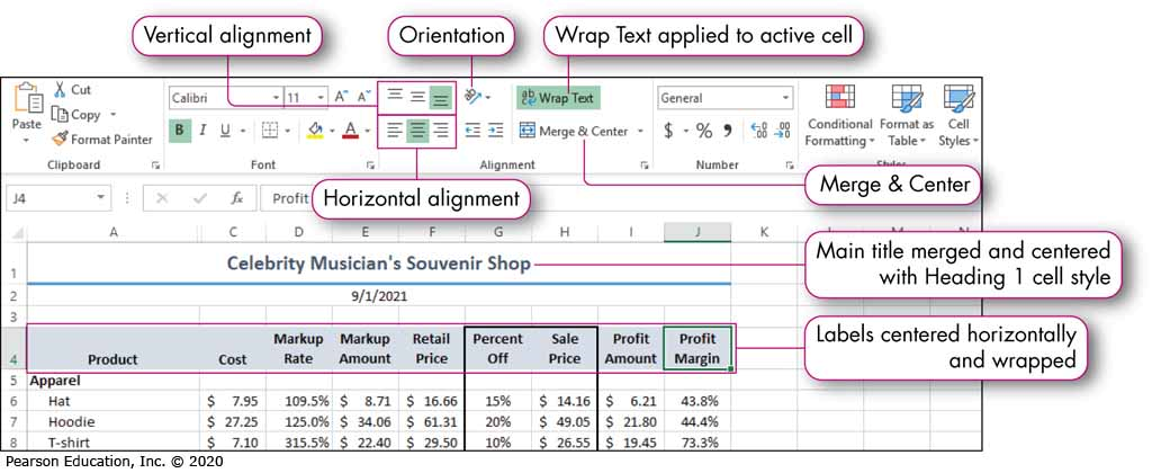 Vertical alignment
Orientation
Wrap Text applied to active cell
Cut
Calibri 11 A A
ab Wrap Text
General
Paste
Copy
B I U A
Merge & Center
$ % 9 .00 .00
Conditional Formatting
Format as Table
Cell Styles
Format Painter
Clipboard
Font
Alignment
Number
Merge & Center
J4
fx
Profit
Horizontal alignment
A C D E F G H I J K
1 Celebrity Musician's Souvenir Shop
Main title merged and centered
with Heading 1 cell style
2 9/1/2021
3
Markup Markup Retail Percent Sale Profit Profit
4 Product Cost Rate Amount Price Off Price Amount Margin
Labels centered horizontally
and wrapped
5 Apparel
6 Hat $ 7.95 109.5% $ 8.71 $ 16.66 15% $ 14.16 $ 6.21 43.8%
7 Hoodie $ 27.25 125.0% $ 34.06 $ 61.31 20% $ 49.05 $ 21.80 44.4%
8 T-shirt $ 7.10 315.5% $ 22.40 $ 29.50 10% $ 26.55 $ 19.45 73.3%
Pearson Education, Inc. © 2020